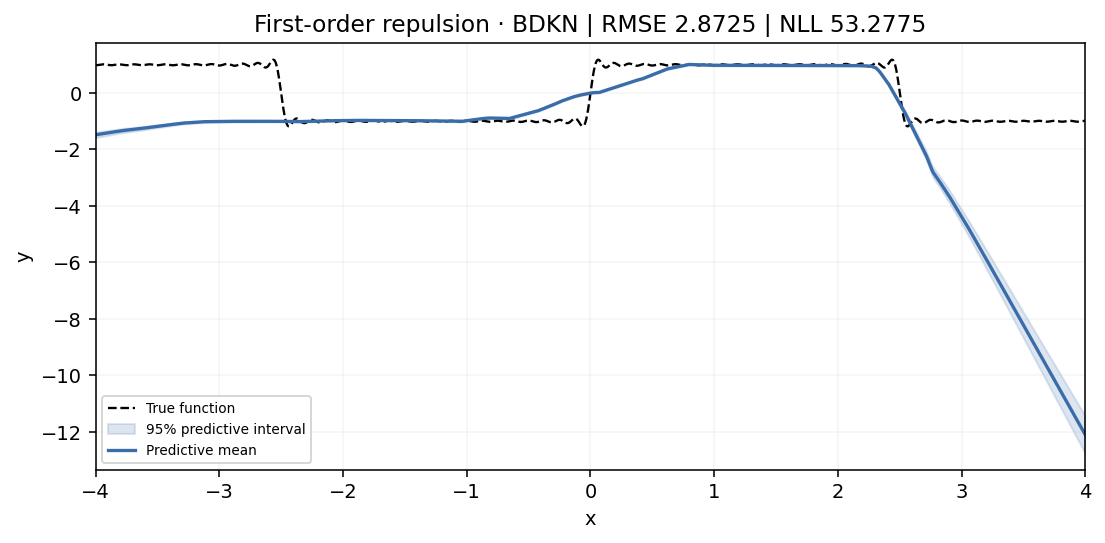 First-order repulsion · BDKN | RMSE 2.8725 | NLL 53.2775
y
0
−2
−4
−6
−8
−10
−12
True function
95% predictive interval
Predictive mean
−4
−3
−2
−1
0
1
2
3
4
x